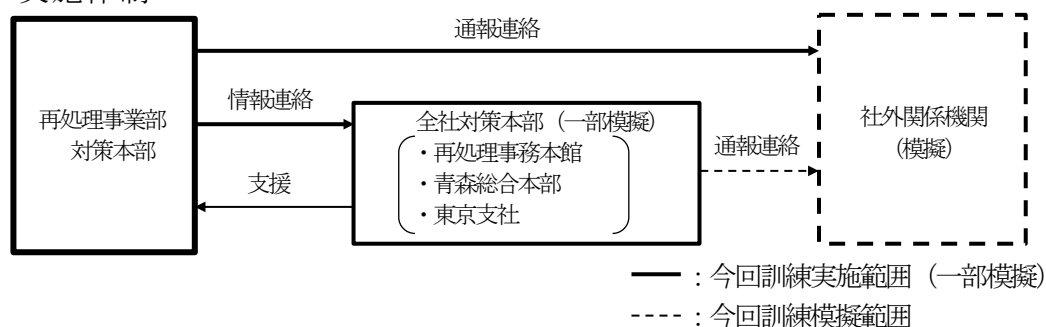 通報連絡
情報連絡
再処理事業部
対策本部
全社対策本部（一部模擬）
・再処理事務本館
・青森総合本部
・東京支社
支援
通報連絡
社外関係機関
（模擬）
：今回訓練実施範囲（一部模擬）
：今回訓練模擬範囲